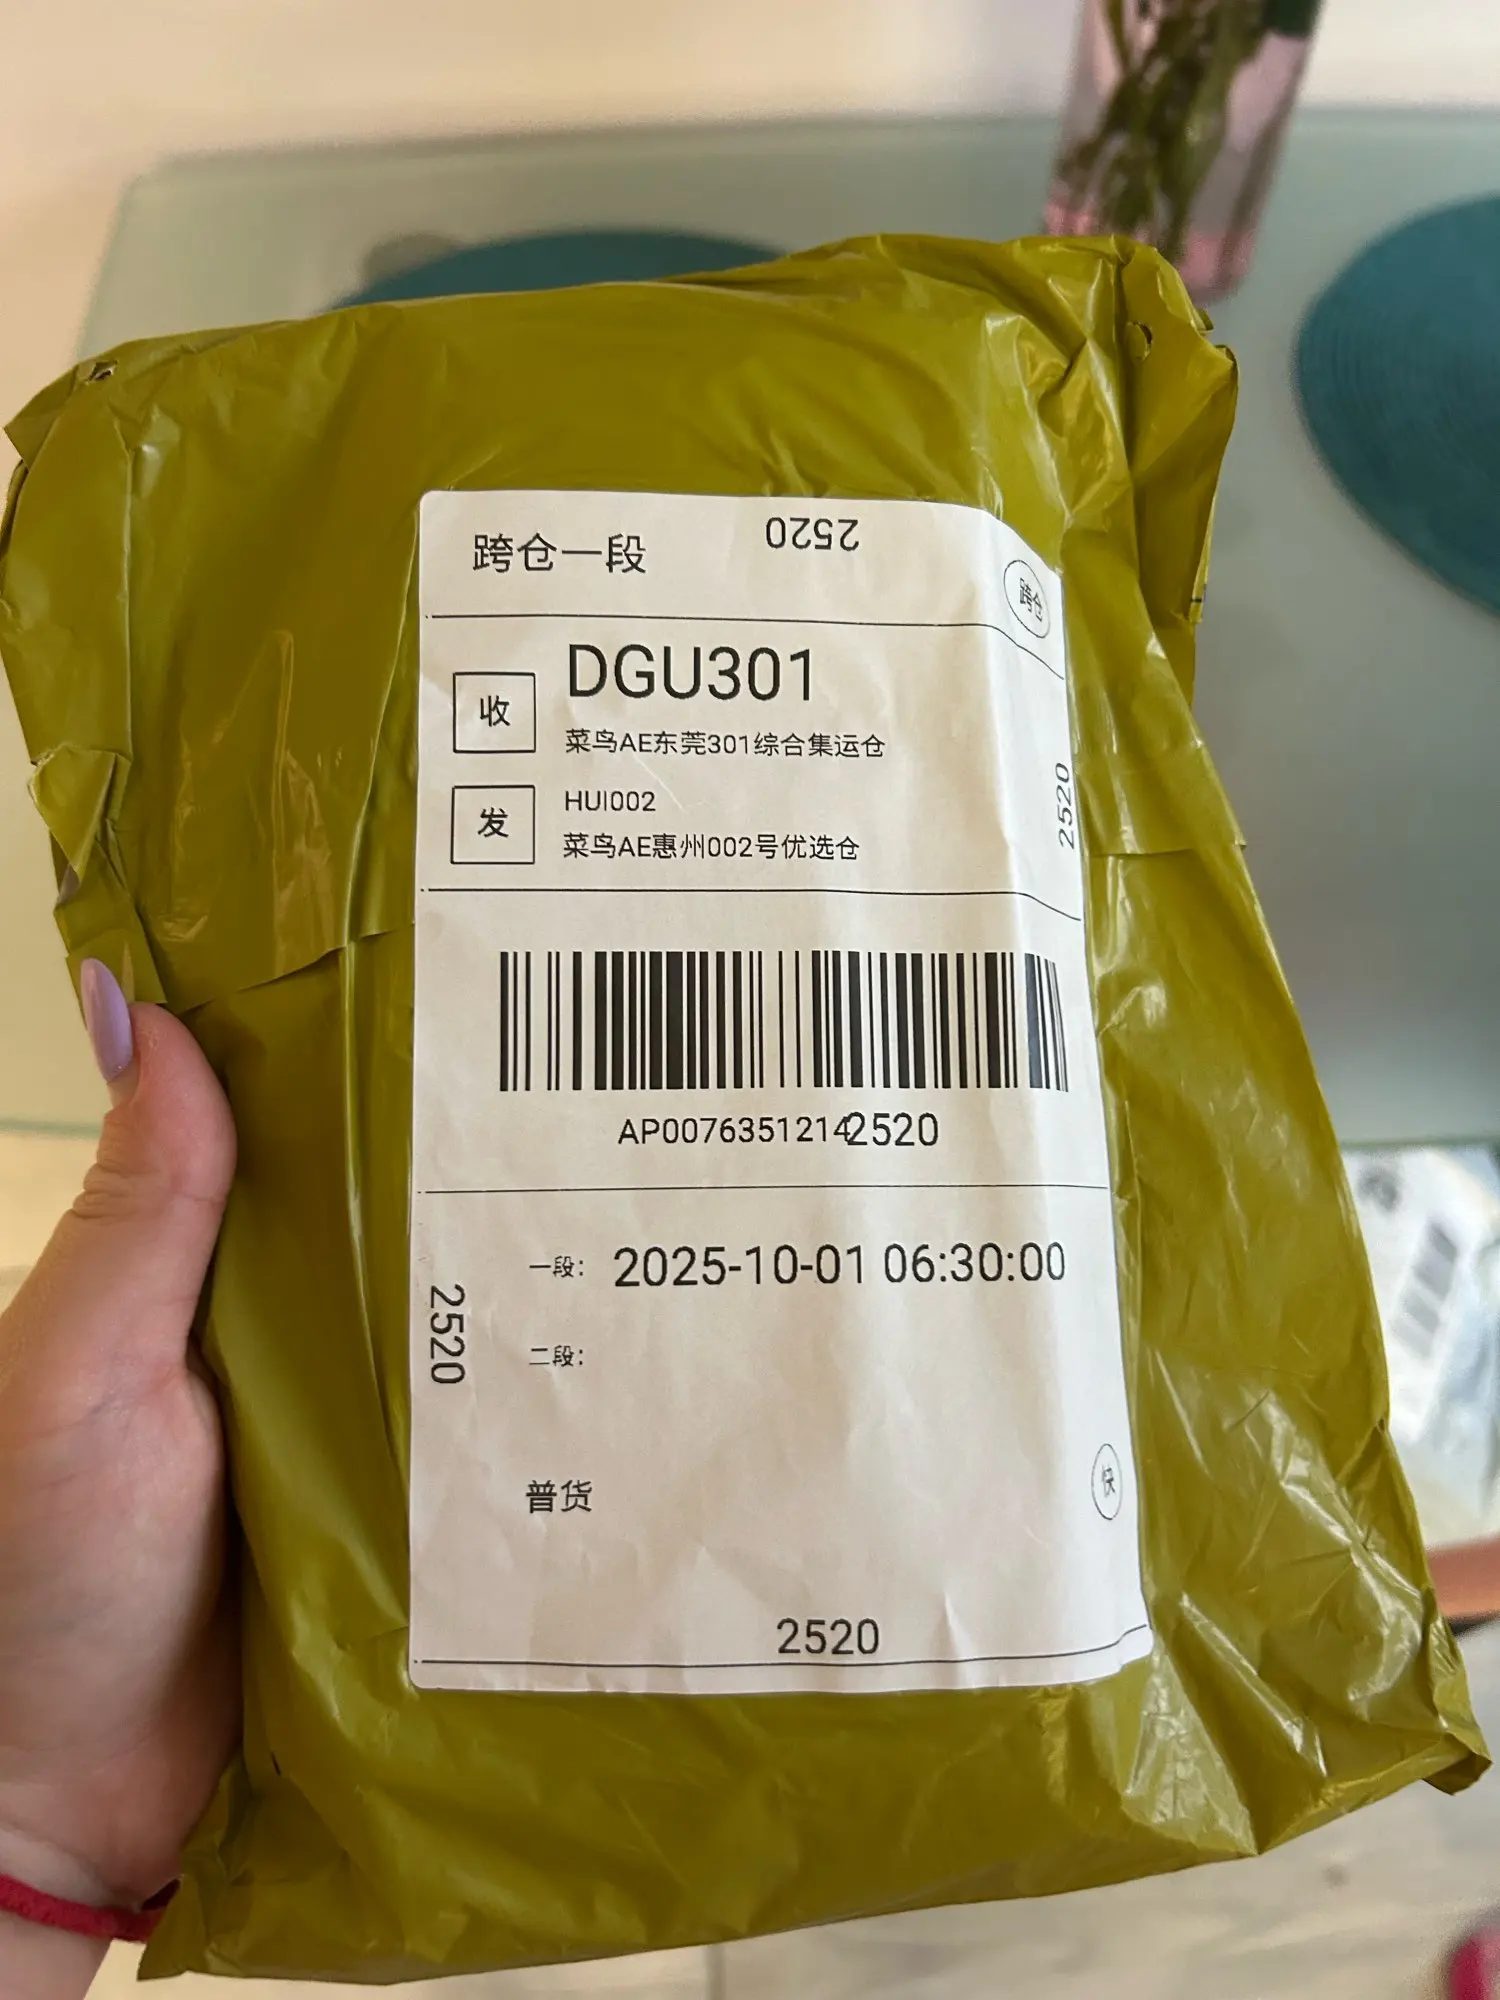 跨仓一段
2520
跨仓
收
DGU301
菜鸟AE东莞301综合集运仓
发
HUI002
菜鸟AE惠州002号优选仓
2520
AP00763512142520
一段: 2025-10-01 06:30:00
二段:
2520
普货
快
2520